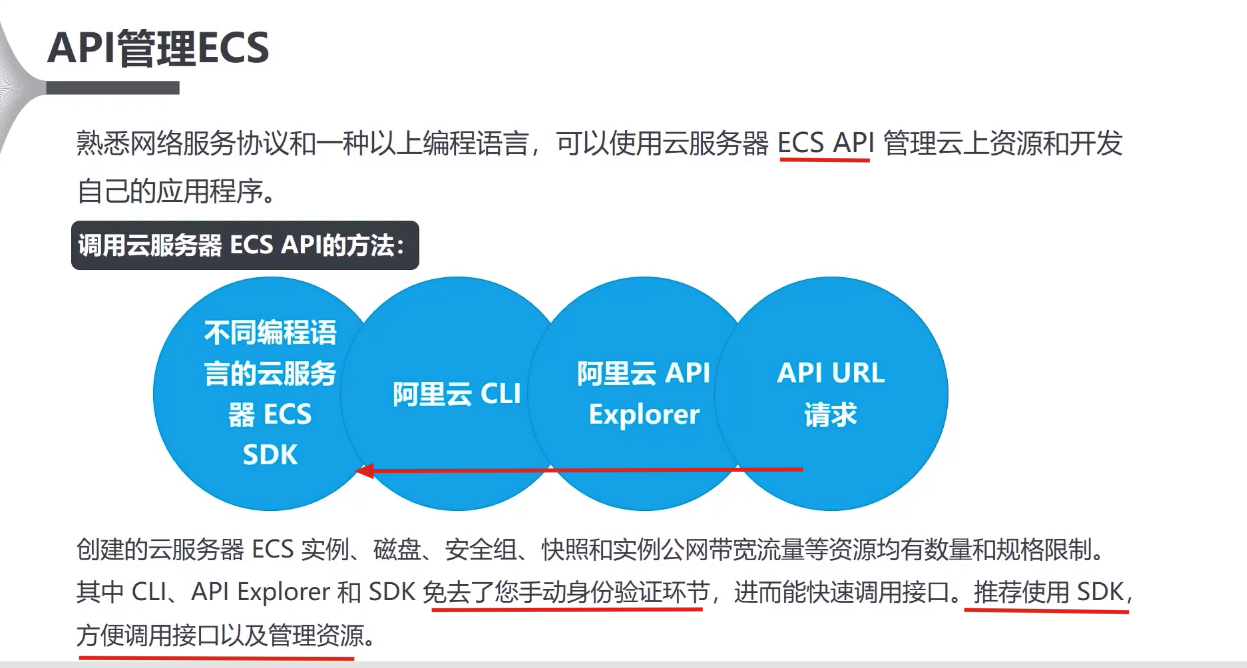 API管理ECS
熟悉网络服务协议和一种以上编程语言，可以使用云服务器 ECS API 管理云上资源和开发
自己的应用程序。
调用云服务器 ECS API的方法：
不同编程语
言的云服务
器 ECS
SDK
阿里云 CLI
阿里云 API
Explorer
API URL
请求
创建的云服务器 ECS 实例、磁盘、安全组、快照和实例公网带宽流量等资源均有数量和规格限制。
其中 CLI、API Explorer 和 SDK 免去了您手动身份验证环节，进而能快速调用接口。推荐使用 SDK，
方便调用接口以及管理资源。